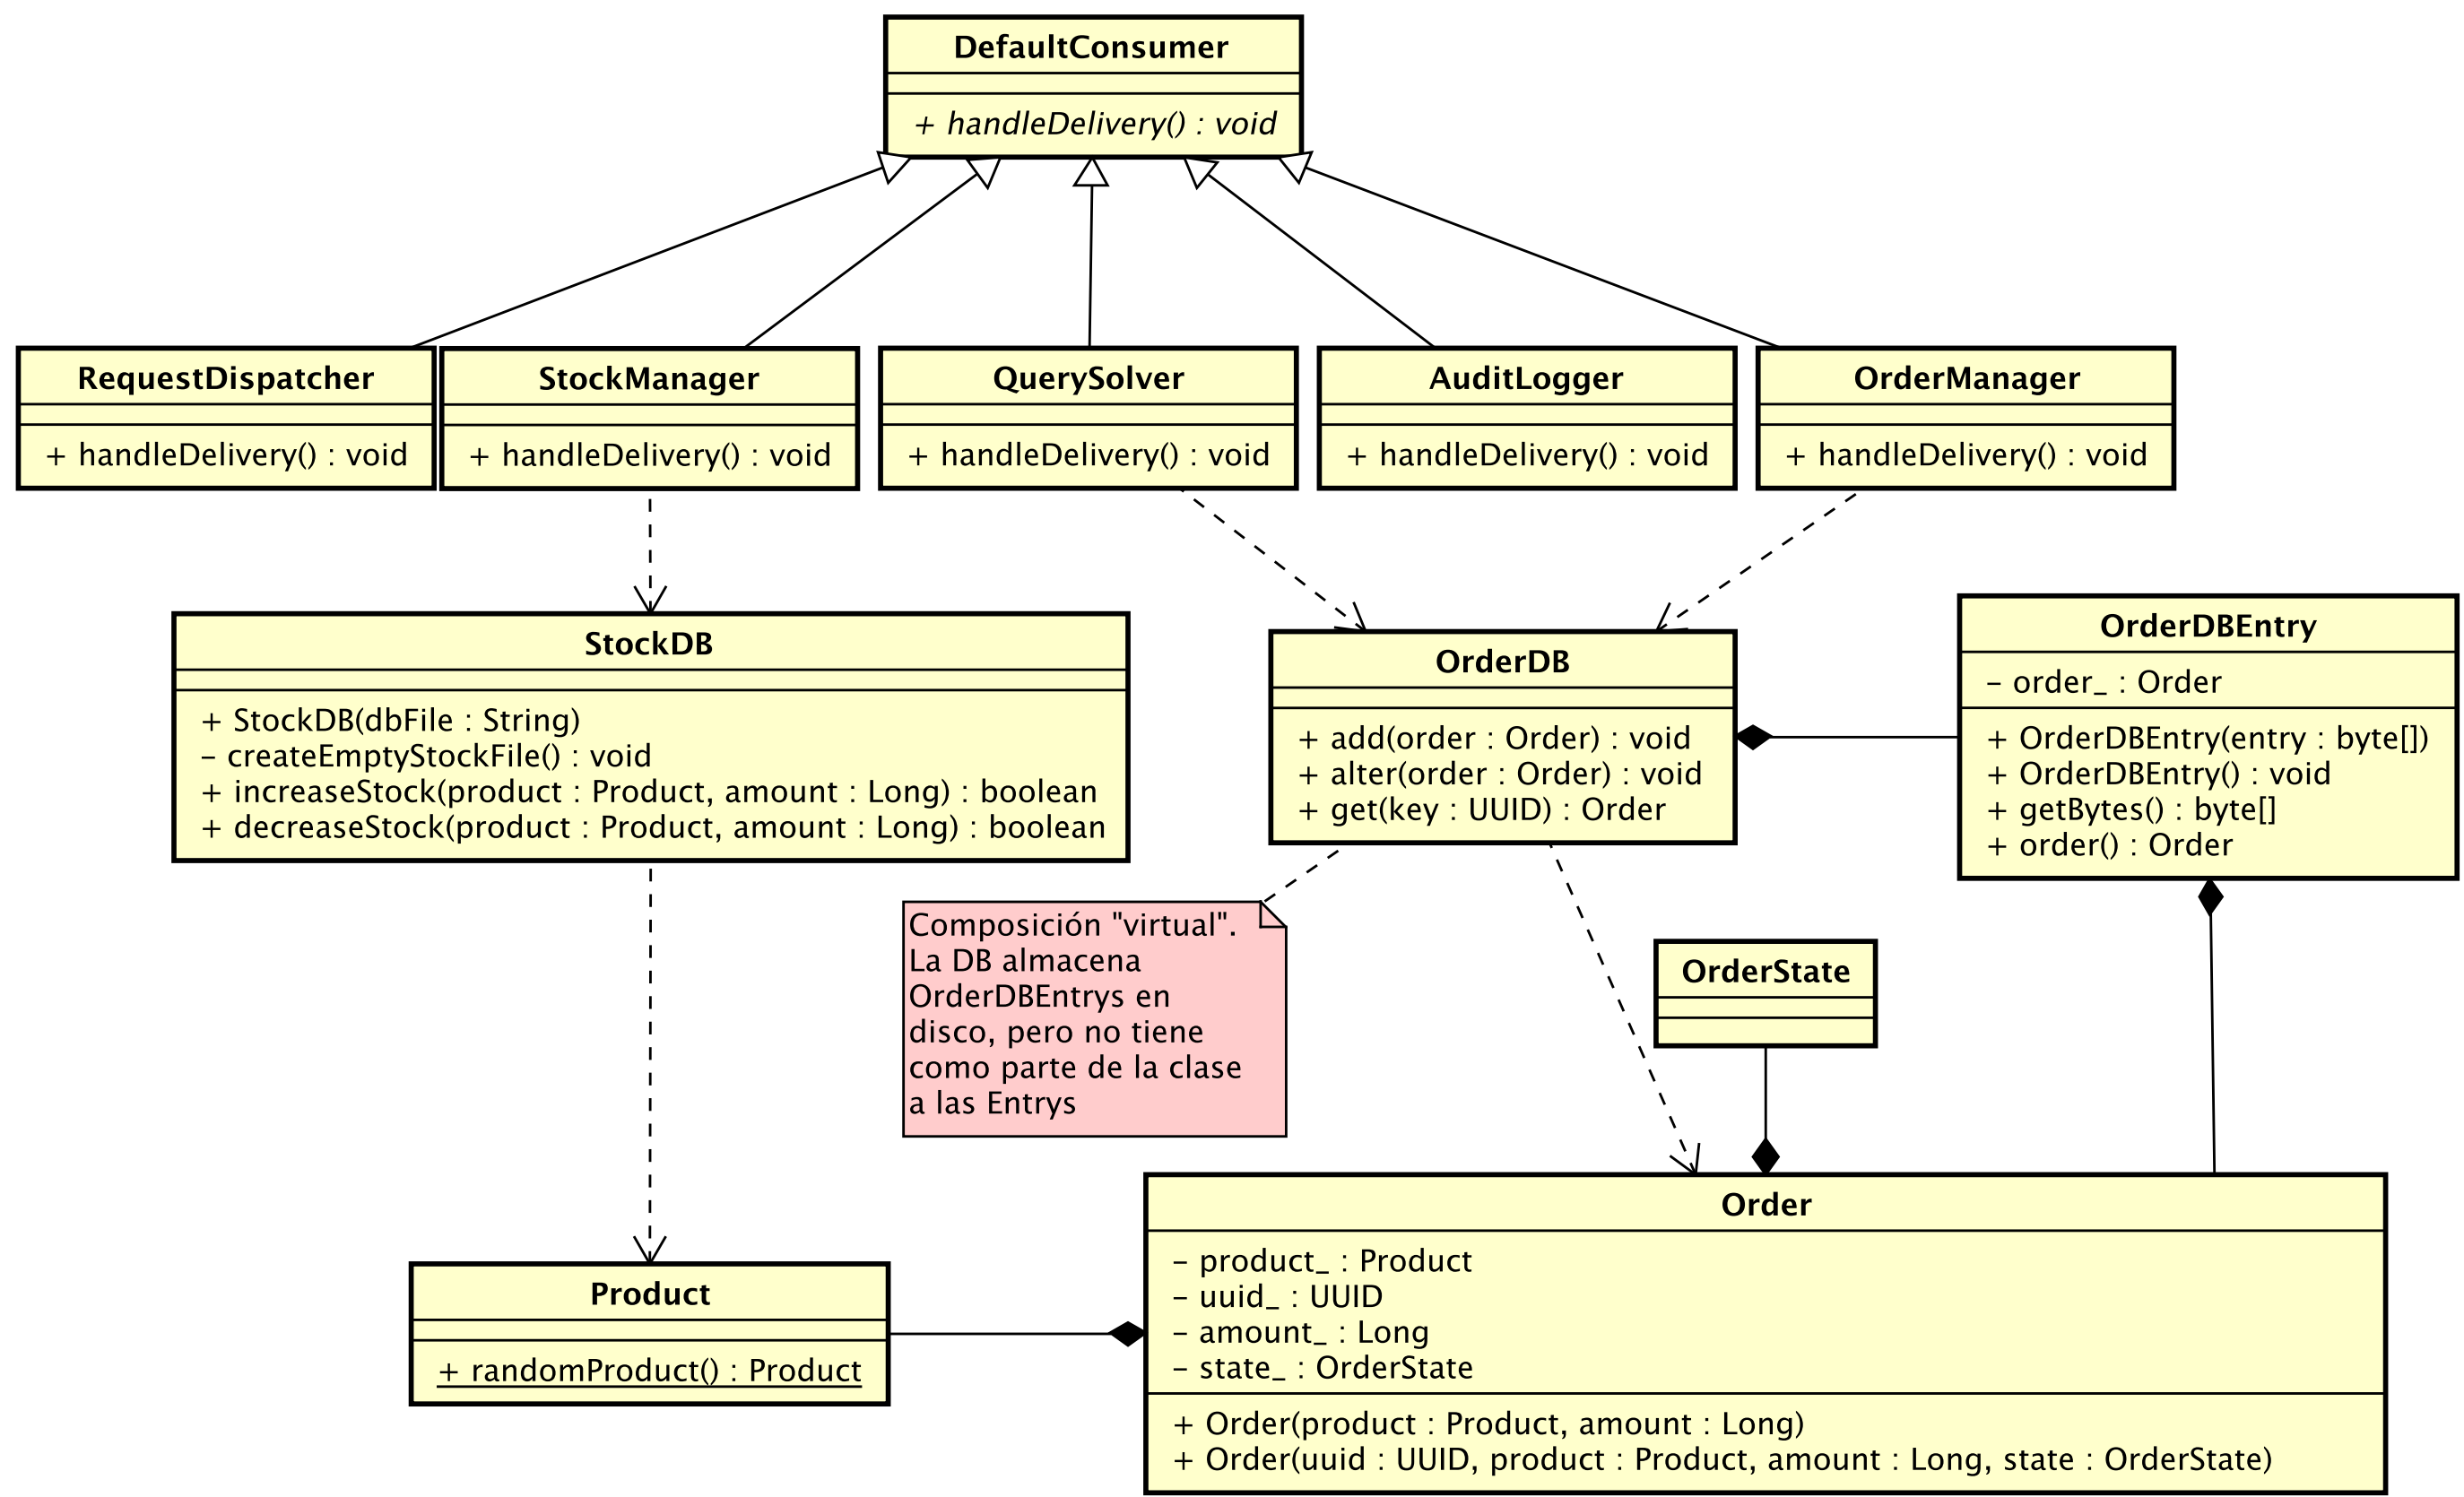 DefaultConsumer
+ handleDelivery() : void
RequestDispatcher
+ handleDelivery() : void
StockManager
+ handleDelivery() : void
QuerySolver
+ handleDelivery() : void
AuditLogger
+ handleDelivery() : void
OrderManager
+ handleDelivery() : void
StockDB
+ StockDB(dbFile : String)
– createEmptyStockFile() : void
+ increaseStock(product : Product, amount : Long) : boolean
+ decreaseStock(product : Product, amount : Long) : boolean
OrderDB
+ add(order : Order) : void
+ alter(order : Order) : void
+ get(key : UUID) : Order
OrderDBEntry
– order_ : Order
+ OrderDBEntry(entry : byte[])
+ OrderDBEntry() : void
+ getBytes() : byte[]
+ order() : Order
Composición "virtual".
La DB almacena
OrderDBEntrys en
disco, pero no tiene
como parte de la clase
a las Entrys
OrderState
Product
+ randomProduct() : Product
Order
– product_ : Product
– uuid_ : UUID
– amount_ : Long
– state_ : OrderState
+ Order(product : Product, amount : Long)
+ Order(uuid : UUID, product : Product, amount : Long, state : OrderState)